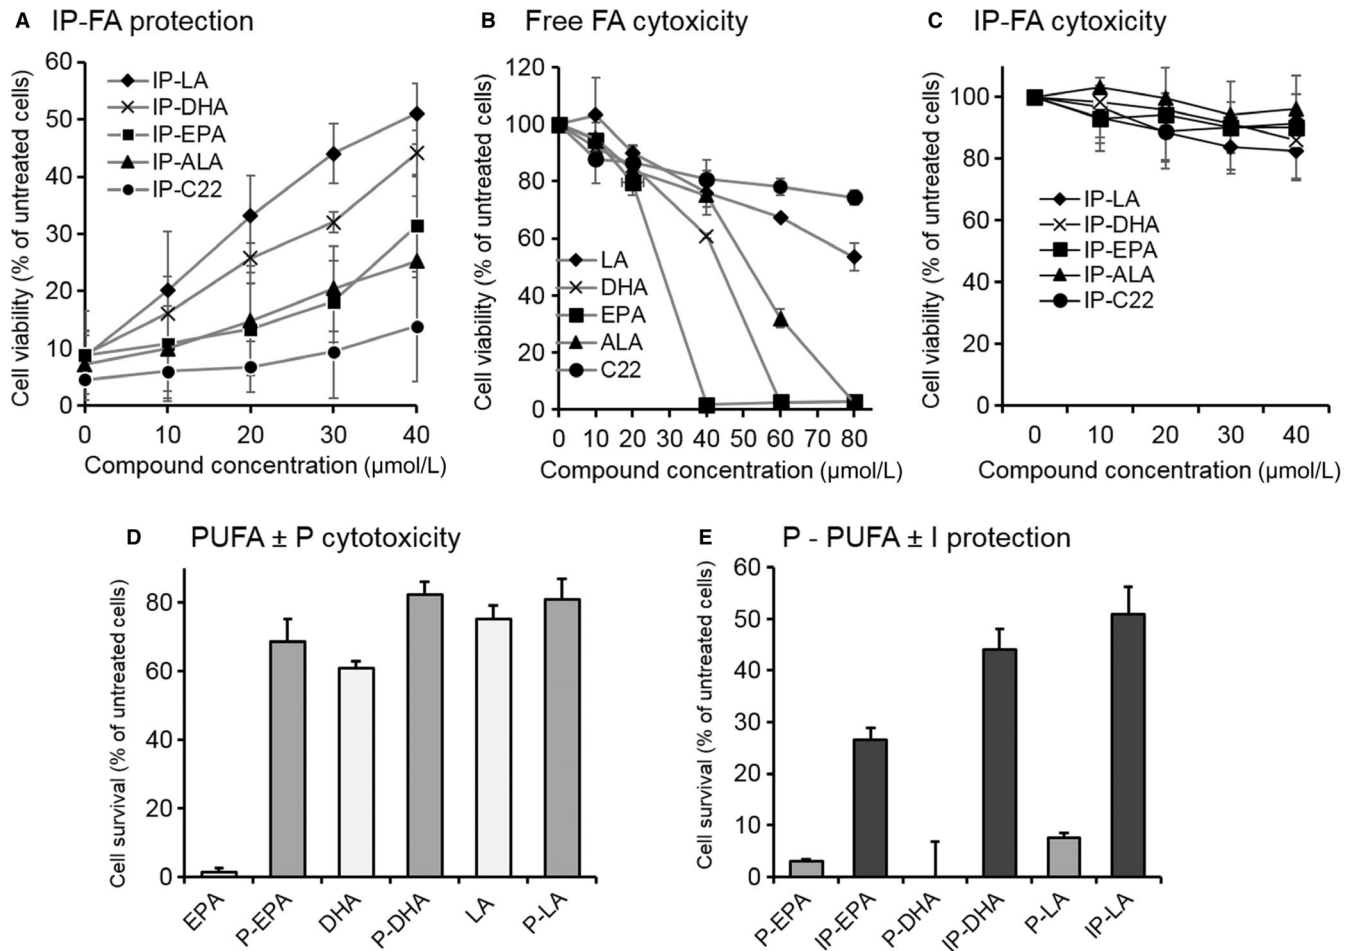 A IP-FA protection
Cell viability (% of untreated cells)
60
50
40
30
20
10
0
IP-LA
IP-DHA
IP-EPA
IP-ALA
IP-C22
0 10 20 30 40
Compound concentration (µmol/L)
B Free FA cytoxicity
Cell viability (% of untreated cells)
120
100
80
60
40
20
0
LA
DHA
EPA
ALA
C22
0 10 20 30 40 50 60 70 80
Compound concentration (µmol/L)
C IP-FA cytoxicity
Cell viability (% of untreated cells)
100
80
60
40
20
0
IP-LA
IP-DHA
IP-EPA
IP-ALA
IP-C22
0 10 20 30 40
Compound concentration (µmol/L)
D PUFA ± P cytotoxicity
Cell survival (% of untreated cells)
80
60
40
20
0
EPA P-EPA DHA P-DHA LA P-LA
E P - PUFA ± I protection
Cell survival (% of untreated cells)
60
50
40
30
20
10
0
P-EPA IP-EPA P-DHA IP-DHA P-LA IP-LA